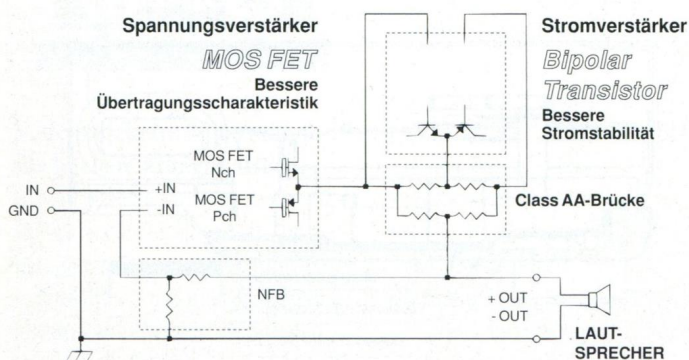 Spannungsverstärker
MOS FET
Bessere
Übertragungsscharakteristik
Stromverstärker
Bipolar
Transistor
Bessere
Stromstabilität
MOS FET
Nch
MOS FET
Pch
IN
GND
+IN
-IN
Class AA-Brücke
NFB
+ OUT
- OUT
LAUT-
SPRECHER